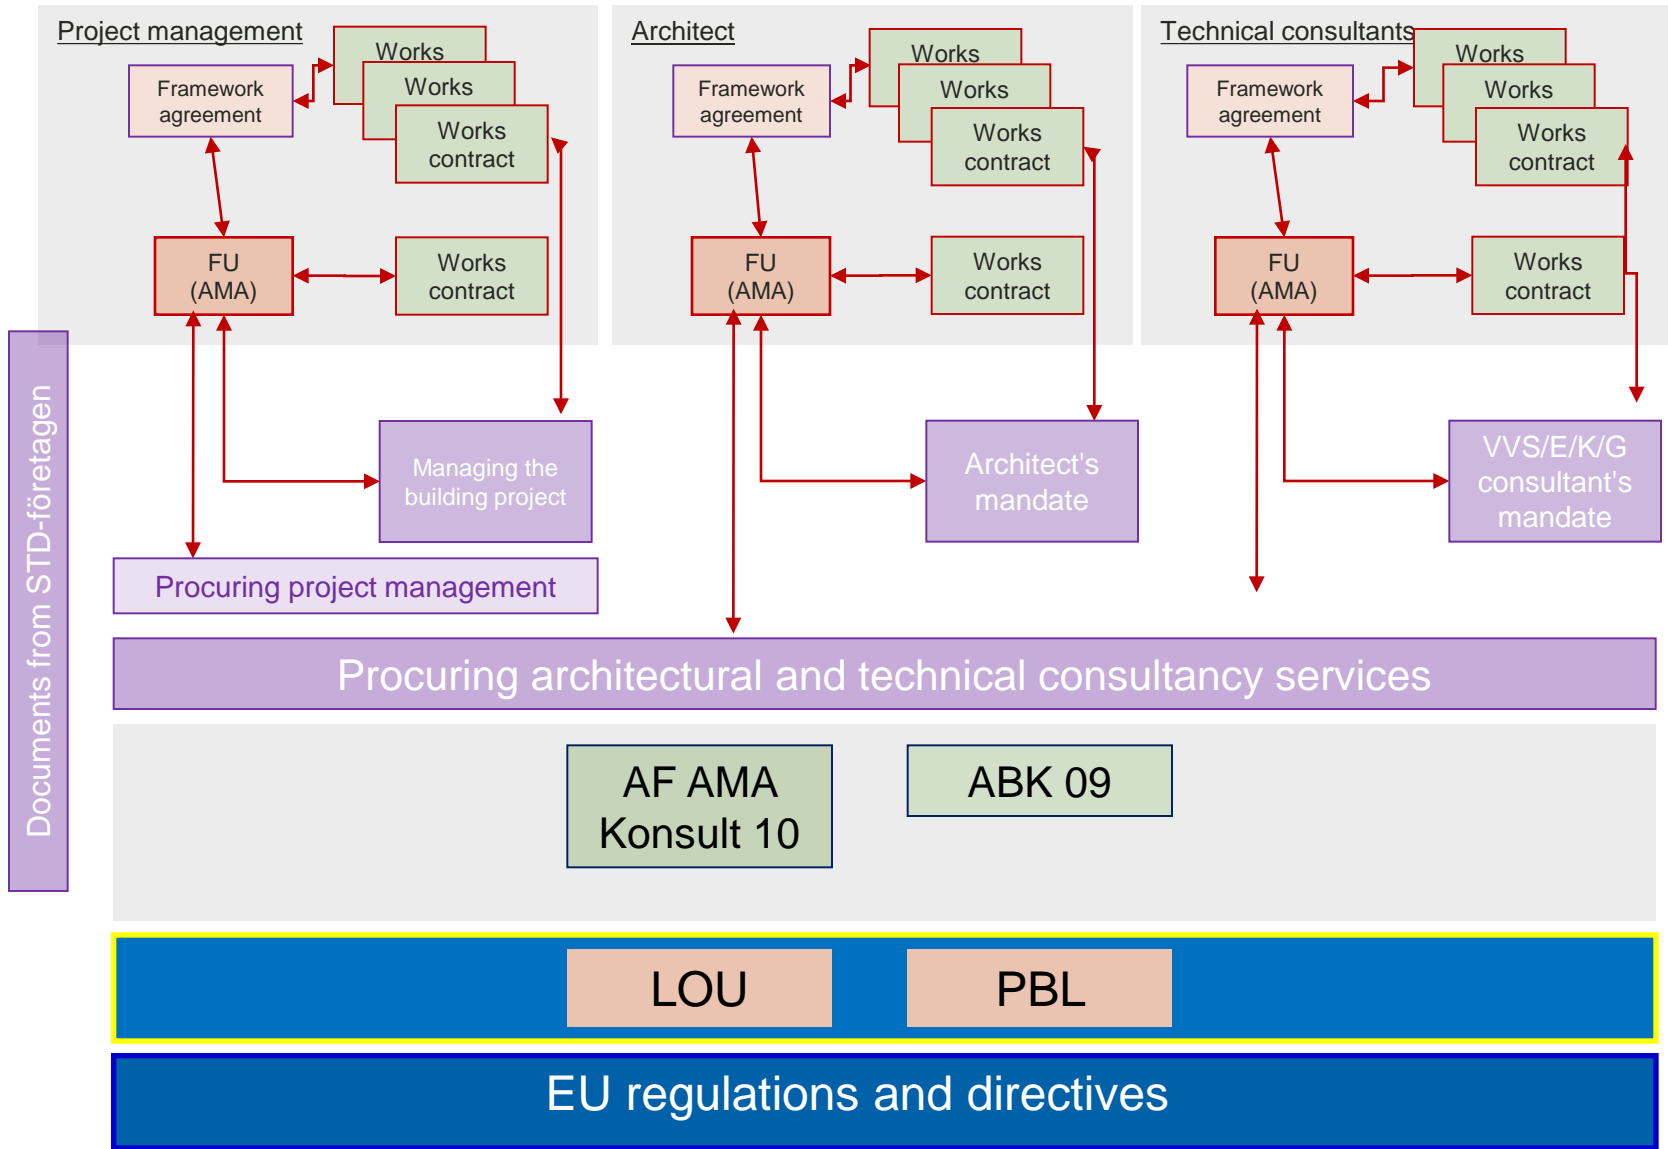 Project management
Works
Works
Works
contract
Framework
agreement
FU
(AMA)
Works
contract
Architect
Works
Works
Works
contract
Framework
agreement
FU
(AMA)
Works
contract
Technical consultants
Works
Works
Works
contract
Framework
agreement
FU
(AMA)
Works
contract
Documents from STD-företagen
Managing the
building project
Architect's
mandate
VVS/E/K/G
consultant's
mandate
Procuring project management
Procuring architectural and technical consultancy services
AF AMA
Konsult 10
ABK 09
LOU
PBL
EU regulations and directives